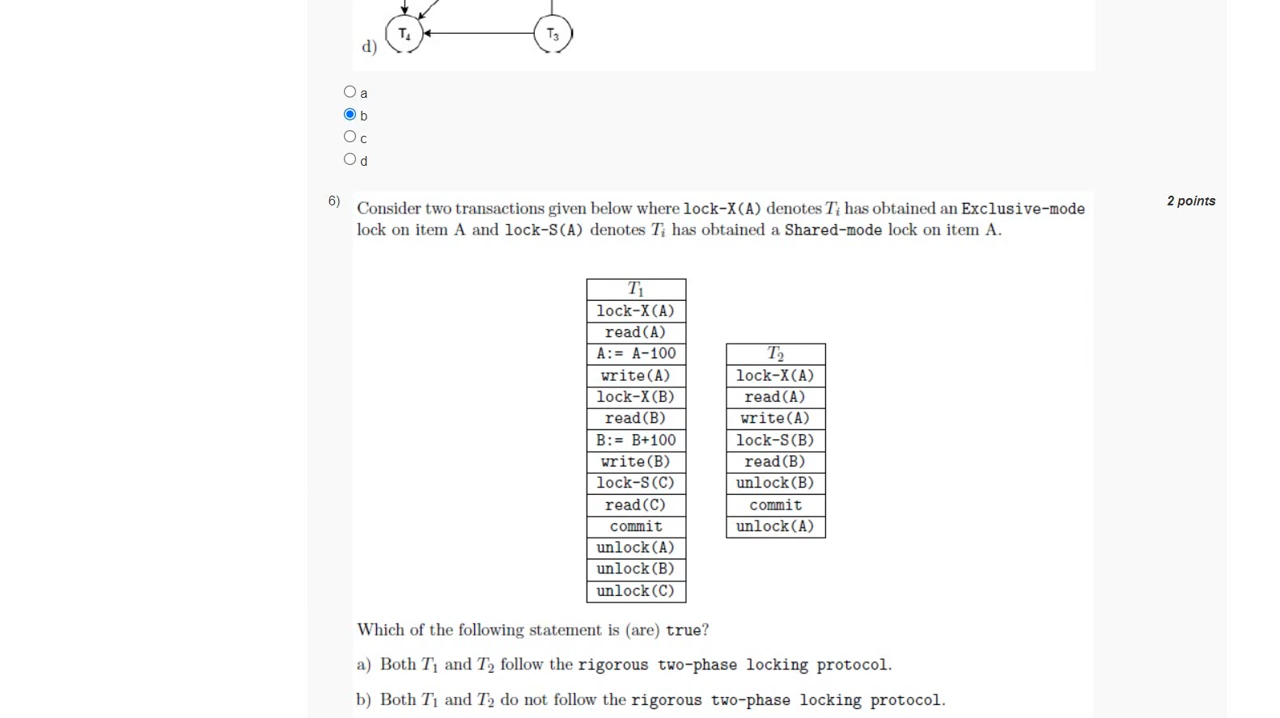 T4
T3
d)
a
b
c
d
6)
Consider two transactions given below where lock-X(A) denotes Ti has obtained an Exclusive-mode
2 points
lock on item A and lock-S(A) denotes Ti has obtained a Shared-mode lock on item A.
T1
lock-X(A)
read(A)
A:= A-100
write(A)
lock-X(B)
read(B)
B:= B+100
write(B)
lock-S(C)
read(C)
commit
unlock(A)
unlock(B)
unlock(C)
T2
lock-X(A)
read(A)
write(A)
lock-S(B)
read(B)
unlock(B)
commit
unlock(A)
Which of the following statement is (are) true?
a) Both T1 and T2 follow the rigorous two-phase locking protocol.
b) Both T1 and T2 do not follow the rigorous two-phase locking protocol.